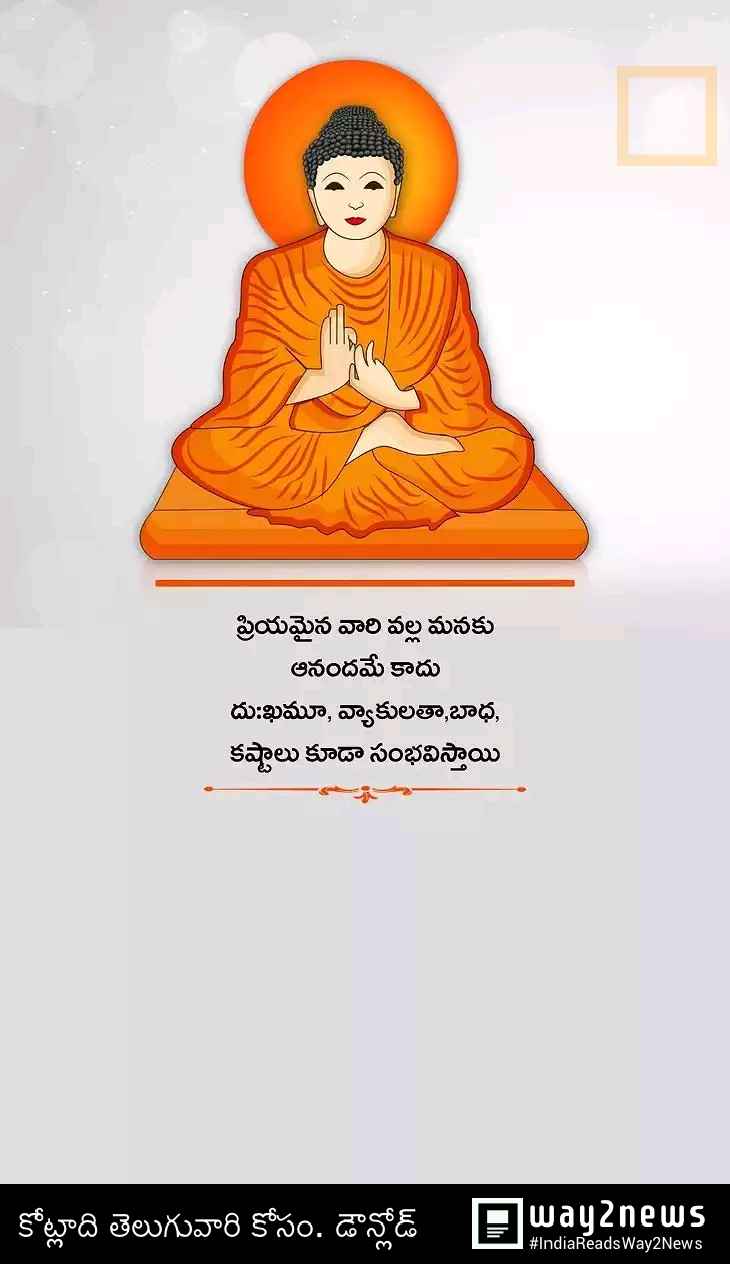 ప్రియమైన వారి వల్ల మనకు
ఆనందమే కాదు
దు:ఖమూ, వ్యాకులతా,బాధ,
కష్టాలు కూడా సంభవిస్తాయి
కోట్లాది తెలుగువారి కోసం. డౌన్లోడ్
way2news
#IndiaReadsWay2News